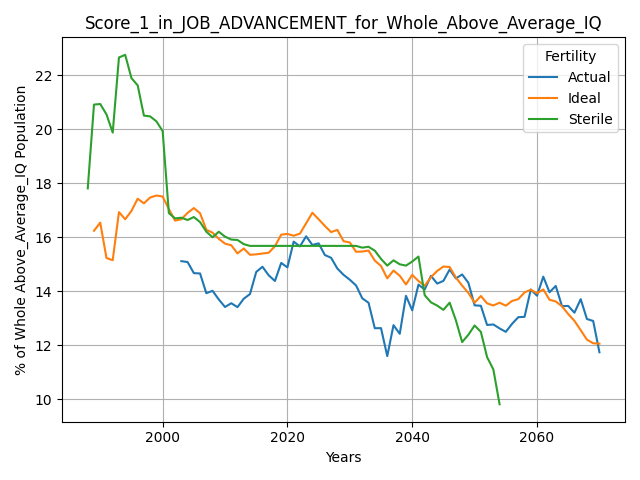 Score_1_in_JOB_ADVANCEMENT_for_Whole_Above_Average_IQ
% of Whole Above_Average_IQ Population
22
20
18
16
14
12
10
Fertility
Actual
Ideal
Sterile
2000
2020
2040
2060
Years